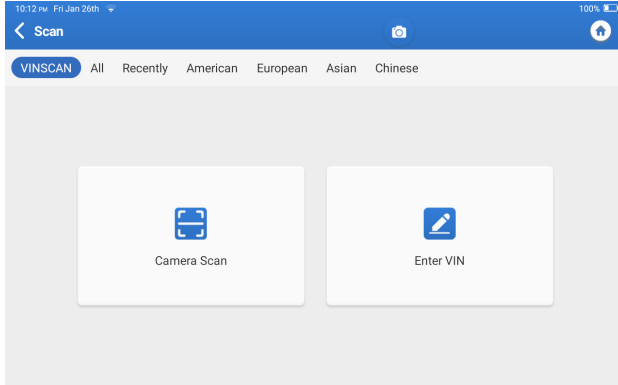 10:12 PM Fri Jan 26th 100%
Scan
VINSCAN All Recently American European Asian Chinese
Camera Scan Enter VIN